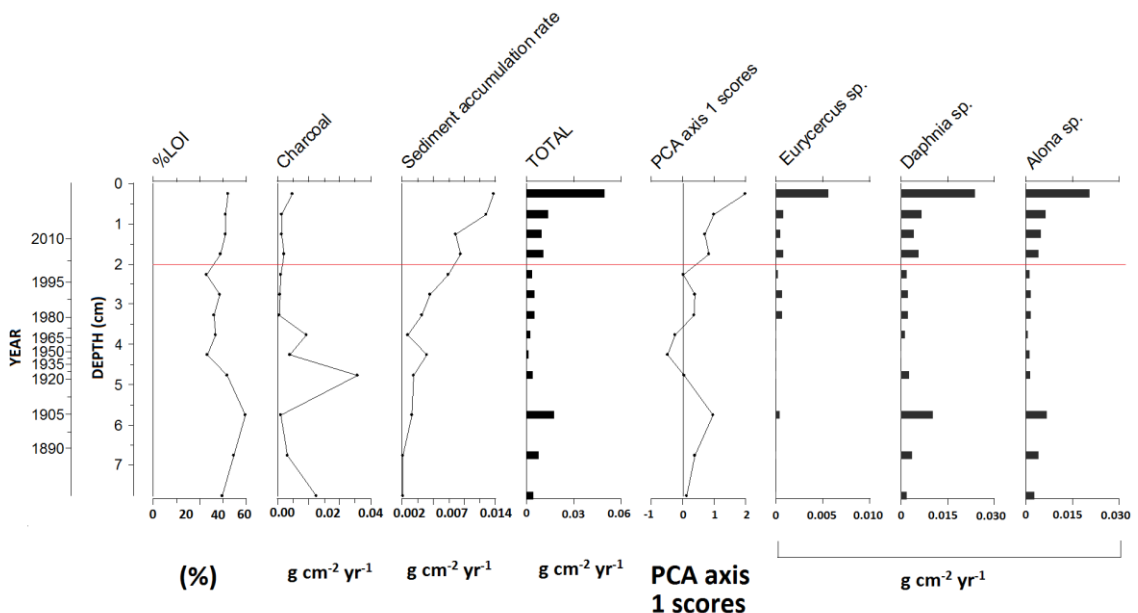 %LOI
Charcoal
Sediment accumulation rate
TOTAL
PCA axis 1 scores
Eurycercus sp.
Daphnia sp.
Alona sp.
YEAR
2010
1995
1980
1965
1950
1935
1920
1905
1890
DEPTH (cm)
0
1
2
3
4
5
6
7
0 20 40 60
0.00 0.02 0.04
0.002 0.007 0.014
0 0.03 0.06
-1 0 1 2
0 0.005 0.010
0 0.015 0.030
0 0.015 0.030
(%)
g cm⁻² yr⁻¹
g cm⁻² yr⁻¹
g cm⁻² yr⁻¹
PCA axis
1 scores
g cm⁻² yr⁻¹